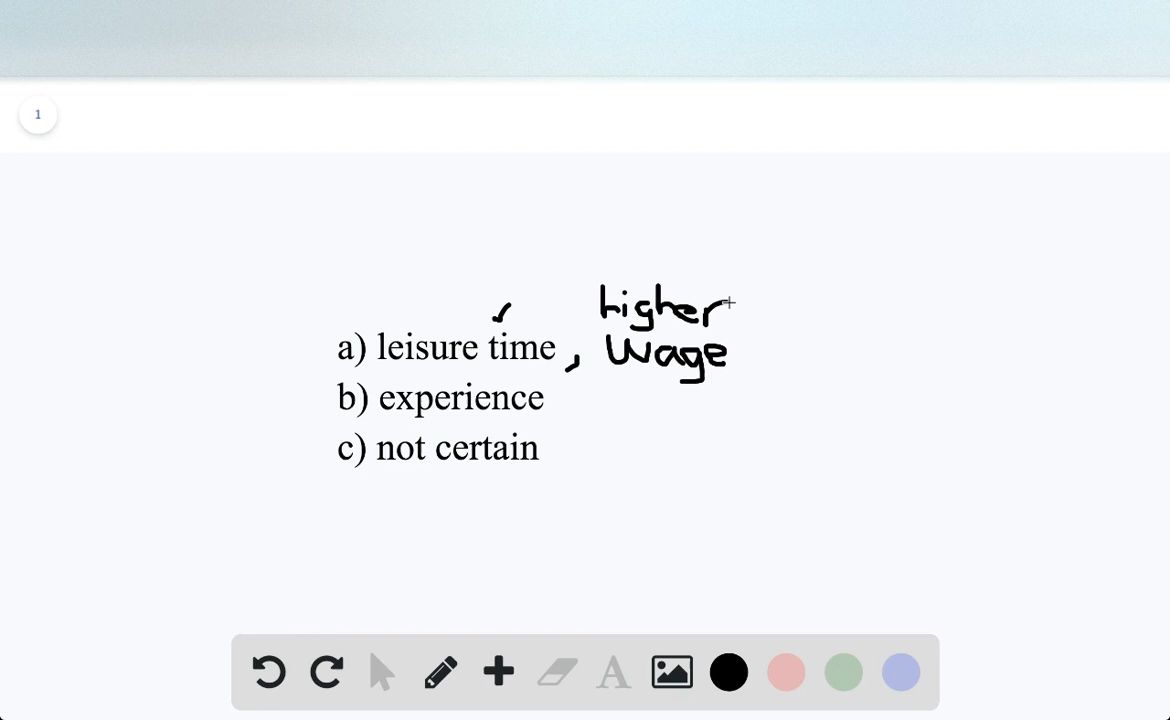 1
higher
a) leisure time, wage
b) experience
c) not certain
A